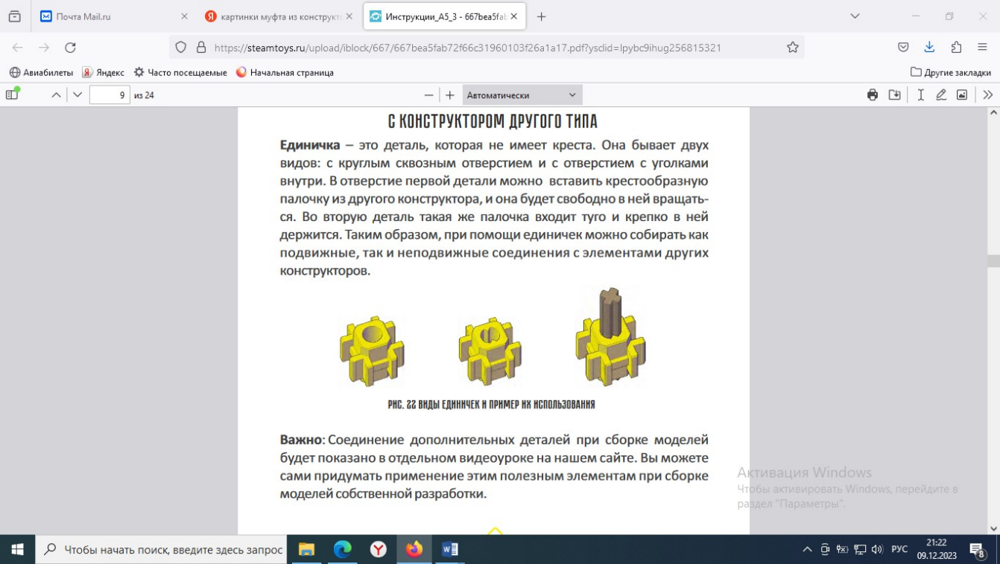 Почта Mail.ru
картинки муфта из конструкто
Инструкции_А5_3 - 667bea5fab
https://steamtoys.ru/upload/iblock/667/667bea5fab72f66c31960103f26a1a17.pdf?ysclid=lpybc9ihug256815321
Авиабилеты Яндекс Часто посещаемые Начальная страница Другие закладки
9 из 24 Автоматически
С КОНСТРУКТОРОМ ДРУГОГО ТИПА
Единичка – это деталь, которая не имеет креста. Она бывает двух
видов: с круглым сквозным отверстием и с отверстием с уголками
внутри. В отверстие первой детали можно вставить крестообразную
палочку из другого конструктора, и она будет свободно в ней вращать-
ся. Во вторую деталь такая же палочка входит туго и крепко в ней
держится. Таким образом, при помощи единичек можно собирать как
подвижные, так и неподвижные соединения с элементами других
конструкторов.
РИС. 22 ВИДЫ ЕДИНИЧЕК И ПРИМЕР ИХ ИСПОЛЬЗОВАНИЯ
Важно: Соединение дополнительных деталей при сборке моделей
будет показано в отдельном видеоуроке на нашем сайте. Вы можете
сами придумать применение этим полезным элементам при сборке
моделей собственной разработки.
Активация Windows
Чтобы активировать Windows, перейдите в
раздел "Параметры".
Чтобы начать поиск, введите здесь запрос
РУС
21:22
09.12.2023
8